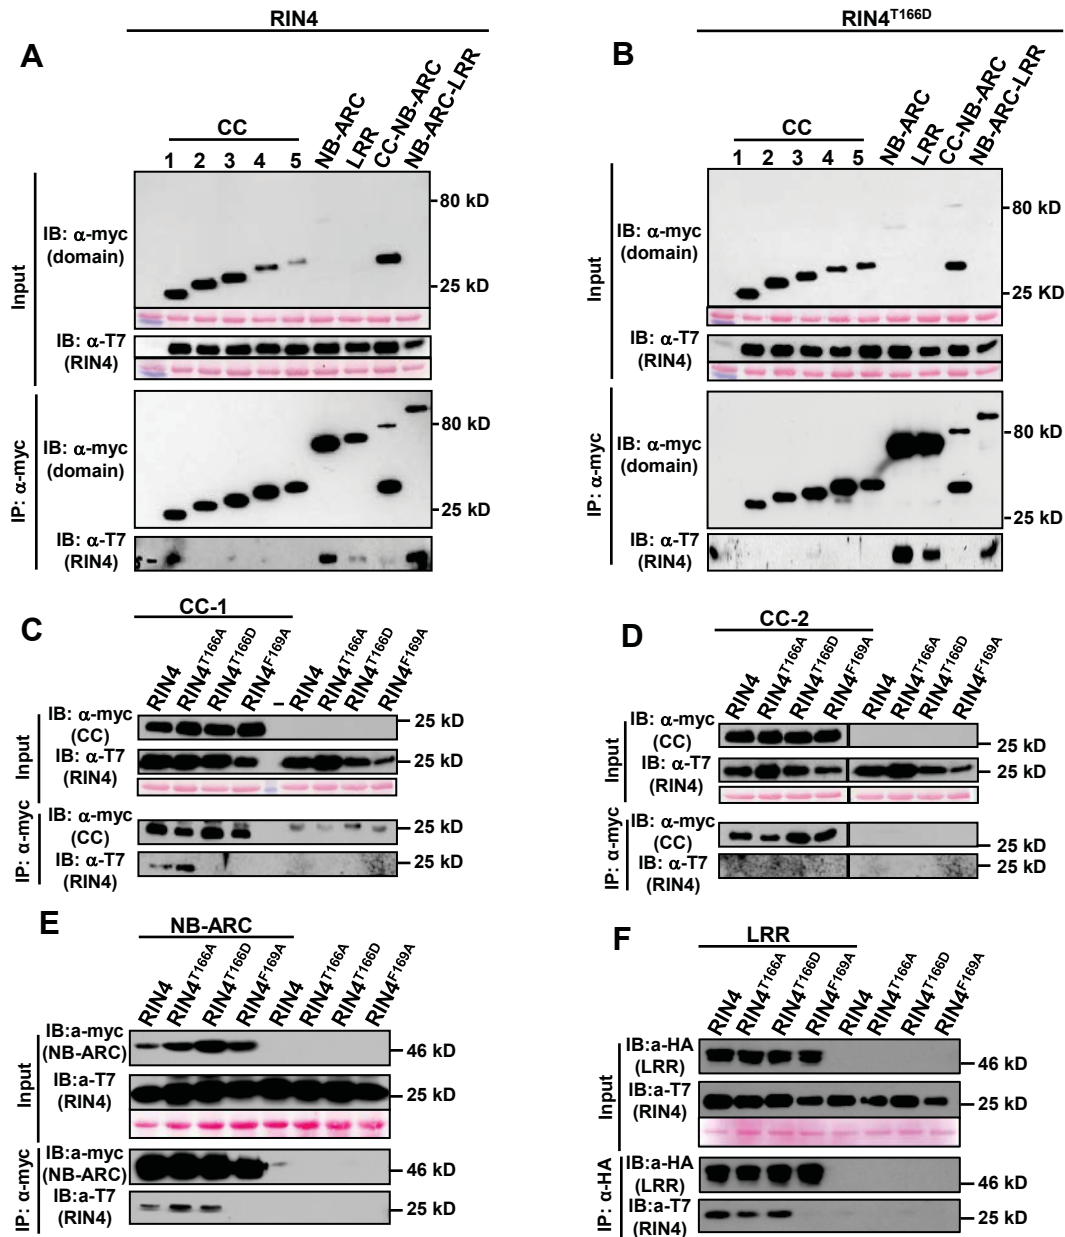 RIN4
A
CC
1 2 3 4 5 NB-ARC LRR CC-NB-ARC NB-ARC-LRR
Input
IB: α-myc
(domain)
80 kD
25 kD
IB: α-T7
(RIN4)
IP: α-myc
IB: α-myc
(domain)
80 kD
25 kD
IB: α-T7
(RIN4)
RIN4T166D
B
CC
1 2 3 4 5 NB-ARC LRR CC-NB-ARC NB-ARC-LRR
Input
IB: α-myc
(domain)
80 kD
25 KD
IB: α-T7
(RIN4)
IP: α-myc
IB: α-myc
(domain)
80 kD
25 kD
IB: α-T7
(RIN4)
C
CC-1
RIN4 RIN4T166A RIN4T166D RIN4F169A – RIN4 RIN4T166A RIN4T166D RIN4F169A
Input
IB: α-myc
(CC)
25 kD
IB: α-T7
(RIN4)
25 kD
IP: α-myc
IB: α-myc
(CC)
25 kD
IB: α-T7
(RIN4)
25 kD
D
CC-2
RIN4 RIN4T166A RIN4T166D RIN4F169A RIN4 RIN4T166A RIN4T166D RIN4F169A
Input
IB: α-myc
(CC)
25 kD
IB: α-T7
(RIN4)
25 kD
IP: α-myc
IB: α-myc
(CC)
25 kD
IB: α-T7
(RIN4)
25 kD
E
NB-ARC
RIN4 RIN4T166A RIN4T166D RIN4F169A RIN4 RIN4T166A RIN4T166D RIN4F169A
Input
IB:a-myc
(NB-ARC)
46 kD
IB:a-T7
(RIN4)
25 kD
IP: α-myc
IB:a-myc
(NB-ARC)
46 kD
IB:a-T7
(RIN4)
25 kD
F
LRR
RIN4 RIN4T166A RIN4T166D RIN4F169A RIN4 RIN4T166A RIN4T166D RIN4F169A
Input
IB:a-HA
(LRR)
46 kD
IB:a-T7
(RIN4)
25 kD
IP: α-HA
IB:a-HA
(LRR)
46 kD
IB:a-T7
(RIN4)
25 kD